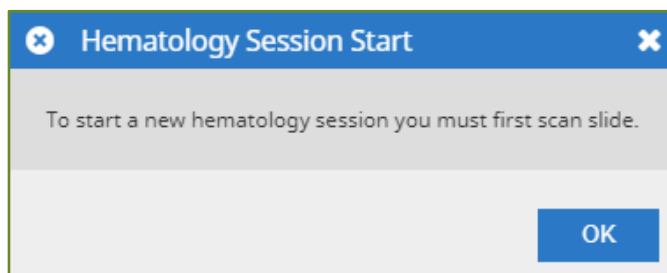 Hematology Session Start
To start a new hematology session you must first scan slide.
OK